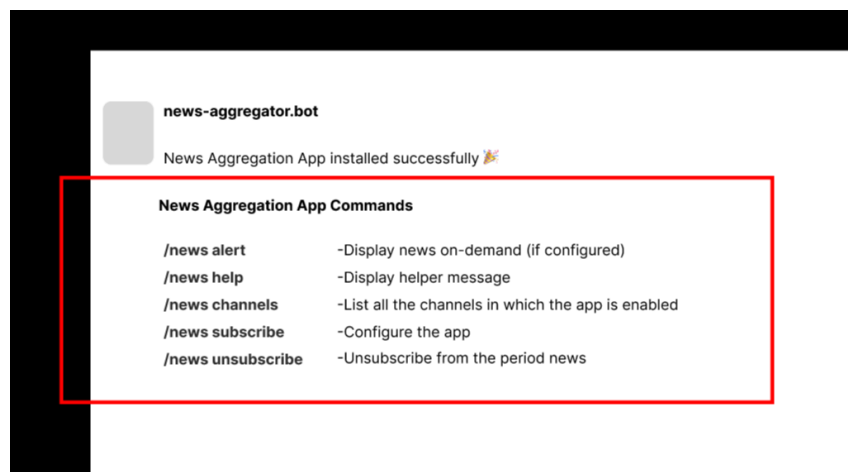 news-aggregator.bot
News Aggregation App installed successfully 🎉
News Aggregation App Commands
/news alert -Display news on-demand (if configured)
/news help -Display helper message
/news channels -List all the channels in which the app is enabled
/news subscribe -Configure the app
/news unsubscribe -Unsubscribe from the period news